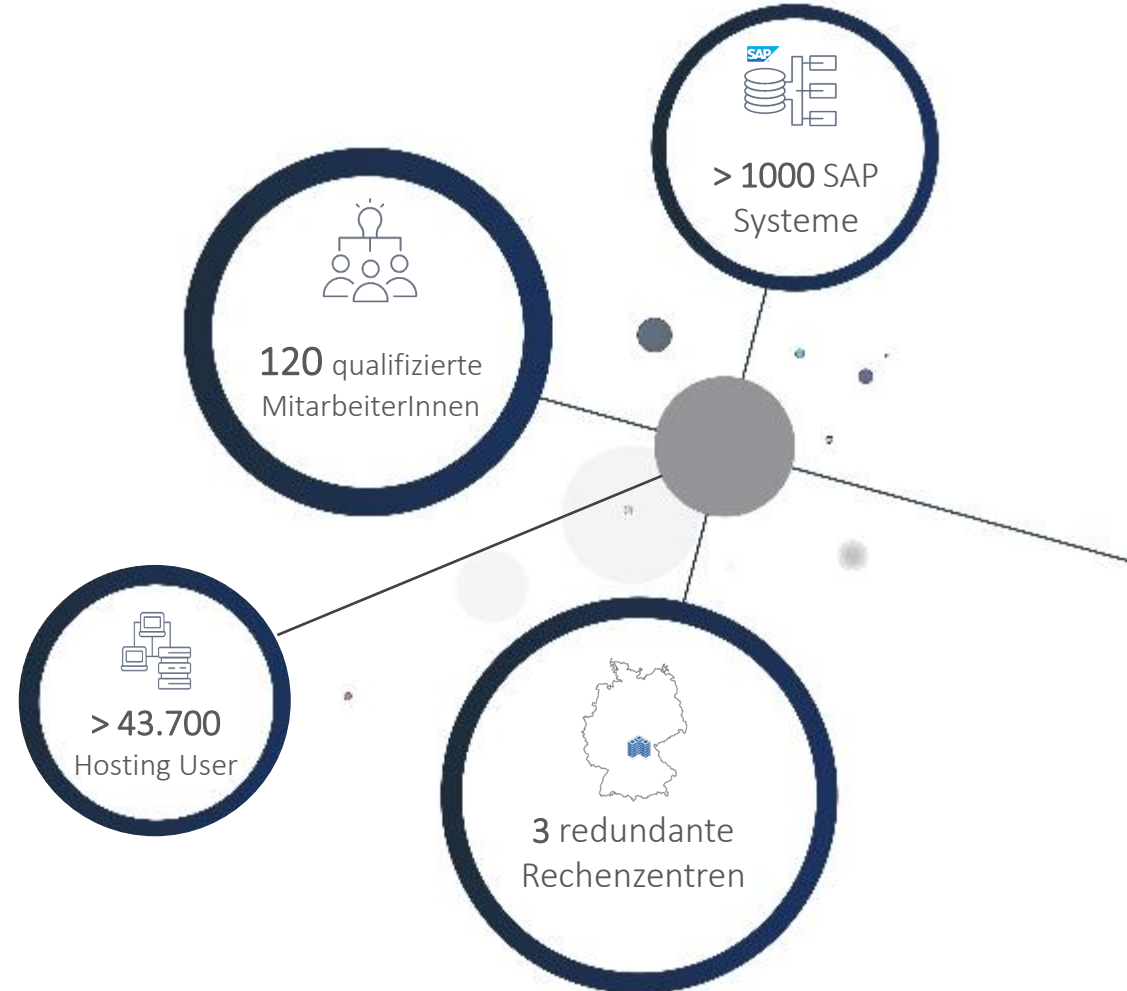 SAP
> 1000 SAP
Systeme
120 qualifizierte
MitarbeiterInnen
> 43.700
Hosting User
3 redundante
Rechenzentren